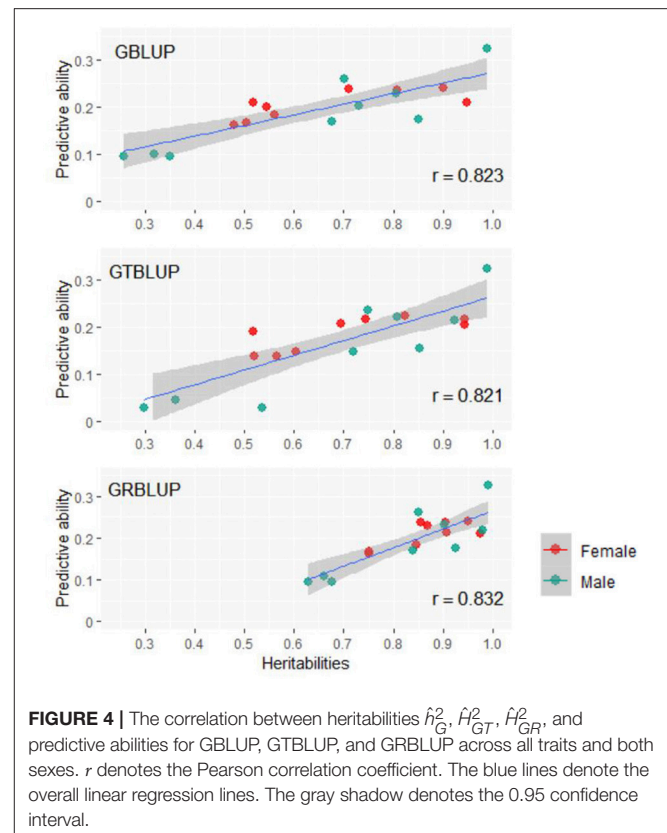 GBLUP
Predictive ability
0.3
0.2
0.1
0
r = 0.823
0.3 0.4 0.5 0.6 0.7 0.8 0.9 1.0
GTBLUP
Predictive ability
0.3
0.2
0.1
0
r = 0.821
0.3 0.4 0.5 0.6 0.7 0.8 0.9 1.0
GRBLUP
Predictive ability
0.3
0.2
0.1
0
r = 0.832
0.3 0.4 0.5 0.6 0.7 0.8 0.9 1.0
Heritabilities
Female
Male
FIGURE 4 | The correlation between heritabilities ĥ²_G, Ĥ²_GT, Ĥ²_GR, and
predictive abilities for GBLUP, GTBLUP, and GRBLUP across all traits and both
sexes. r denotes the Pearson correlation coefficient. The blue lines denote the
overall linear regression lines. The gray shadow denotes the 0.95 confidence
interval.